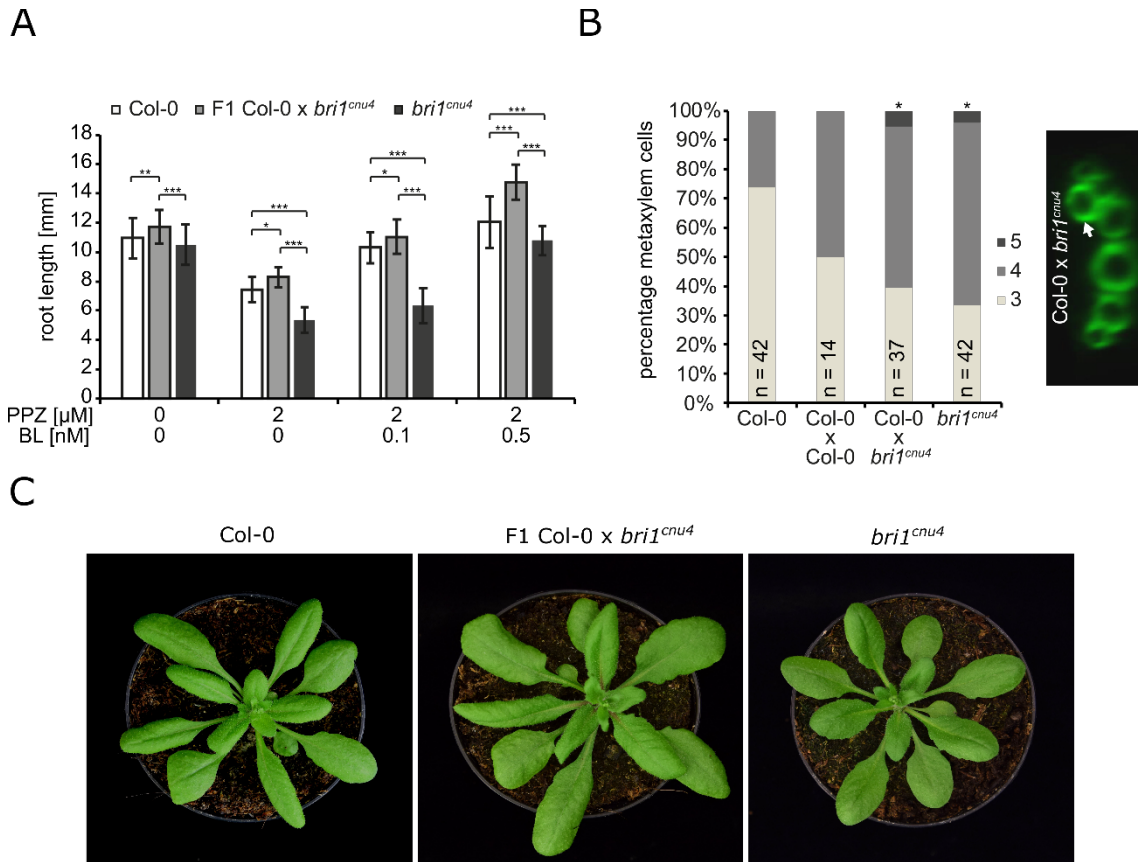 A
Col-0 F1 Col-0 x bri1cnu4 bri1cnu4
root length [mm]
18
16
14
12
10
8
6
4
2
0
** ***
*** * ***
*** * ***
*** *** ***
PPZ [µM] 0 2 2 2
BL [nM] 0 0 0.1 0.5
B
percentage metaxylem cells
100%
90%
80%
70%
60%
50%
40%
30%
20%
10%
0%
* *
n = 42 n = 14 n = 37 n = 42
Col-0 Col-0 Col-0 bri1cnu4
x x
Col-0 bri1cnu4
5
4
3
Col-0 x bri1cnu4
C
Col-0 F1 Col-0 x bri1cnu4 bri1cnu4